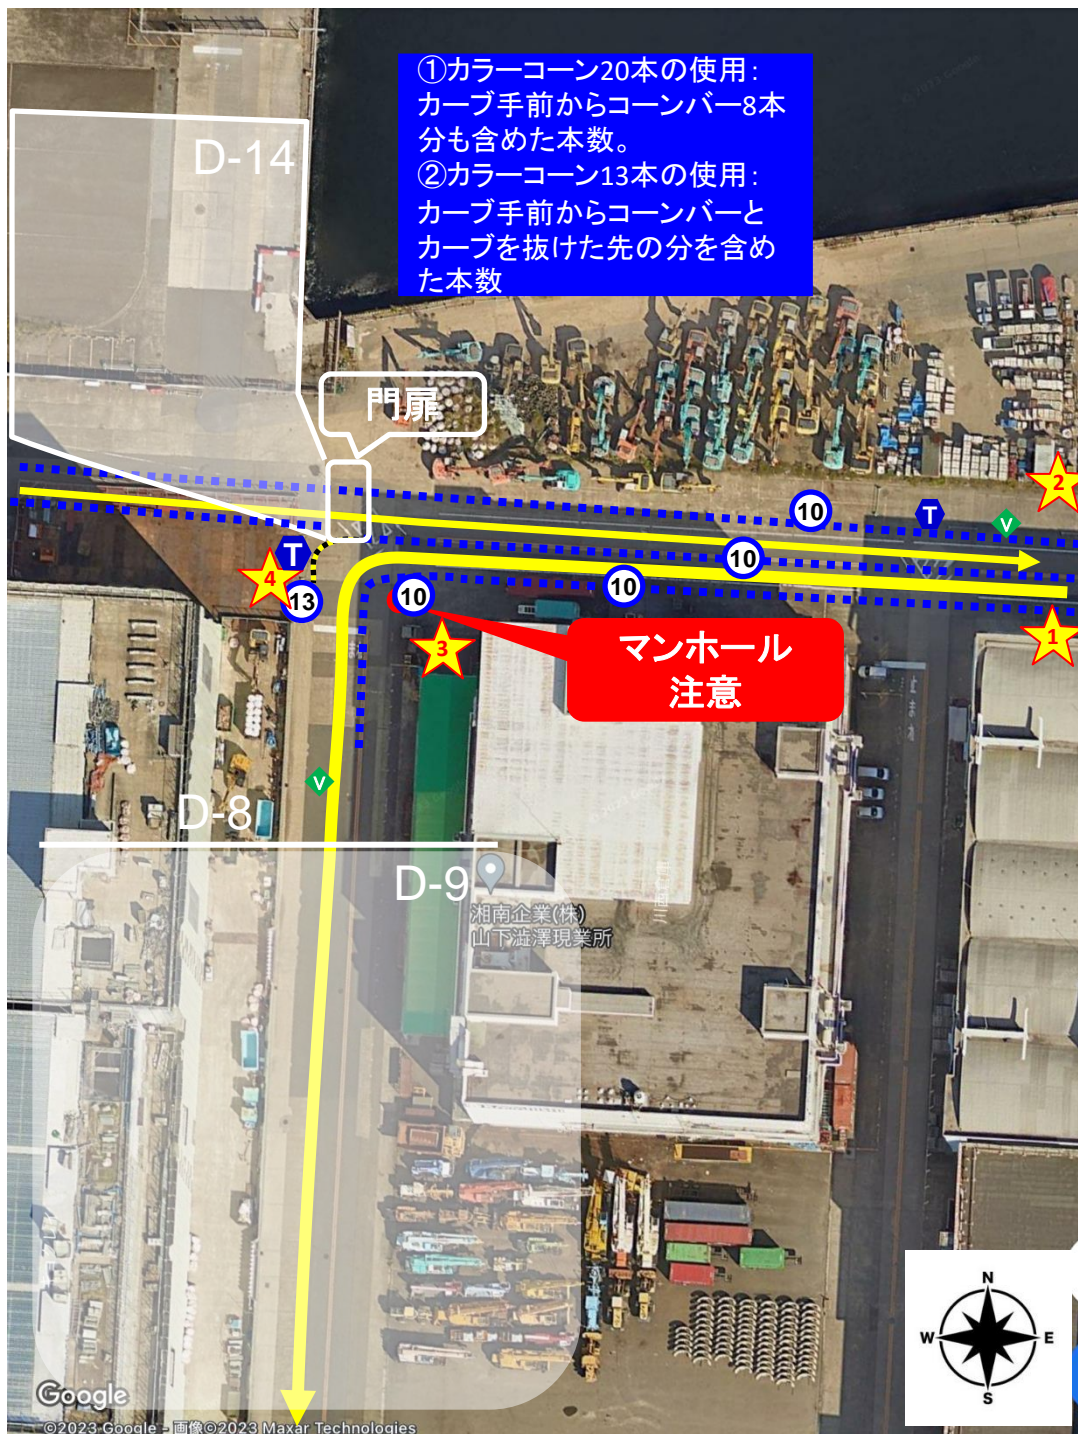 ①カラーコーン20本の使用：
カーブ手前からコーンバー8本
分も含めた本数。
②カラーコーン13本の使用：
カーブ手前からコーンバーと
カーブを抜けた先の分を含め
た本数
D-14
門扉
2
10
T
V
10
T
4
13
10
10
1
3
マンホール
注意
V
D-8
D-9
湘南企業(株)
山下澁澤現業所
N
W
E
S
Google
©2023 Google - 画像©2023 Maxar Technologies